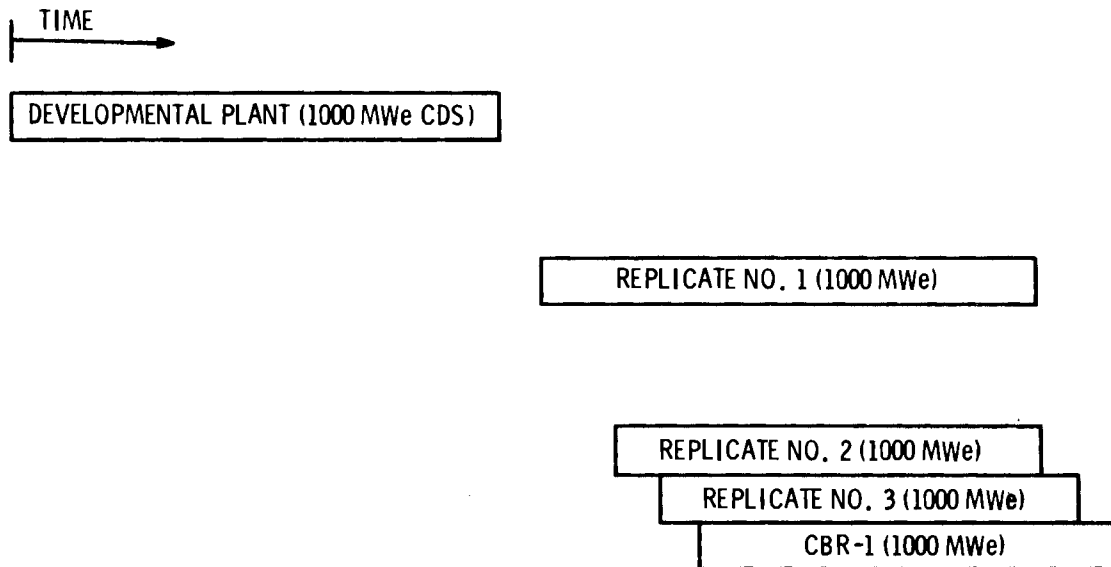 TIME
DEVELOPMENTAL PLANT (1000 MWe CDS)
REPLICATE NO. 1 (1000 MWe)
REPLICATE NO. 2 (1000 MWe)
REPLICATE NO. 3 (1000 MWe)
CBR-1 (1000 MWe)